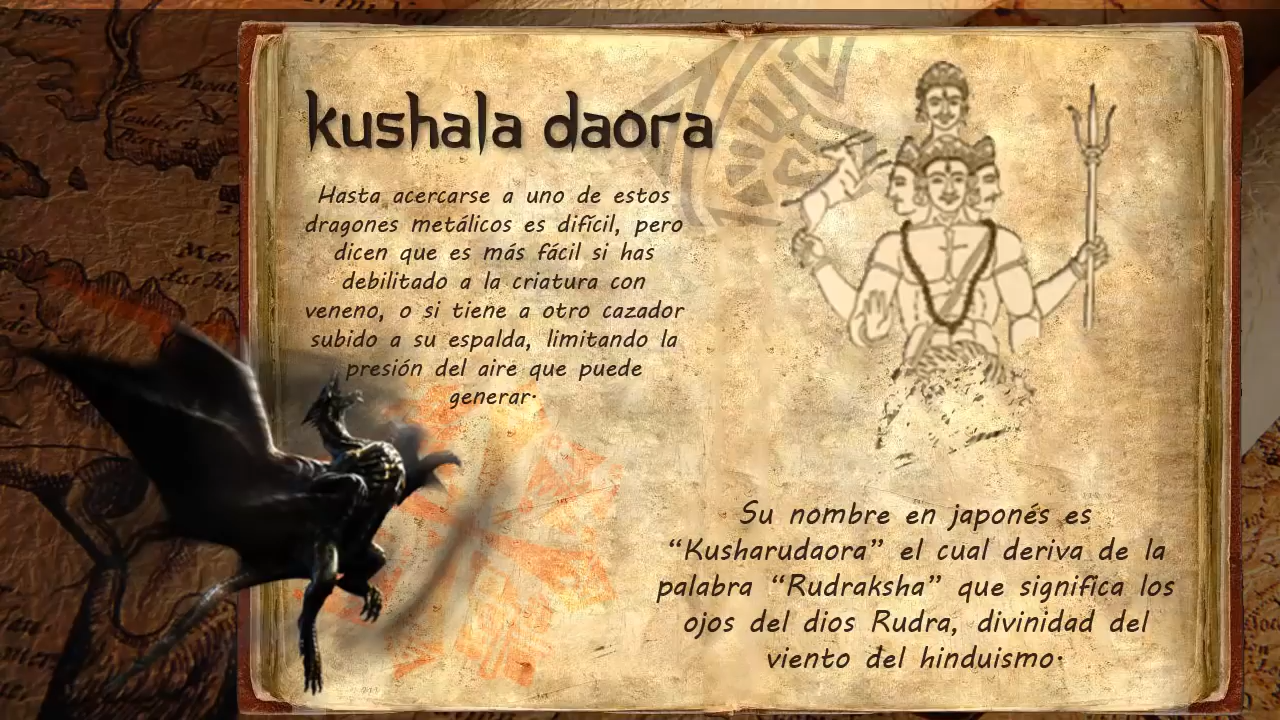 kushala daora
Hasta acercarse a uno de estos
dragones metálicos es difícil, pero
dicen que es más fácil si has
debilitado a la criatura con
veneno, o si tiene a otro cazador
subido a su espalda, limitando la
presión del aire que puede
generar.
Su nombre en japonés es
“Kusharudaora” el cual deriva de la
palabra “Rudraksha” que significa los
ojos del dios Rudra, divinidad del
viento del hinduismo.